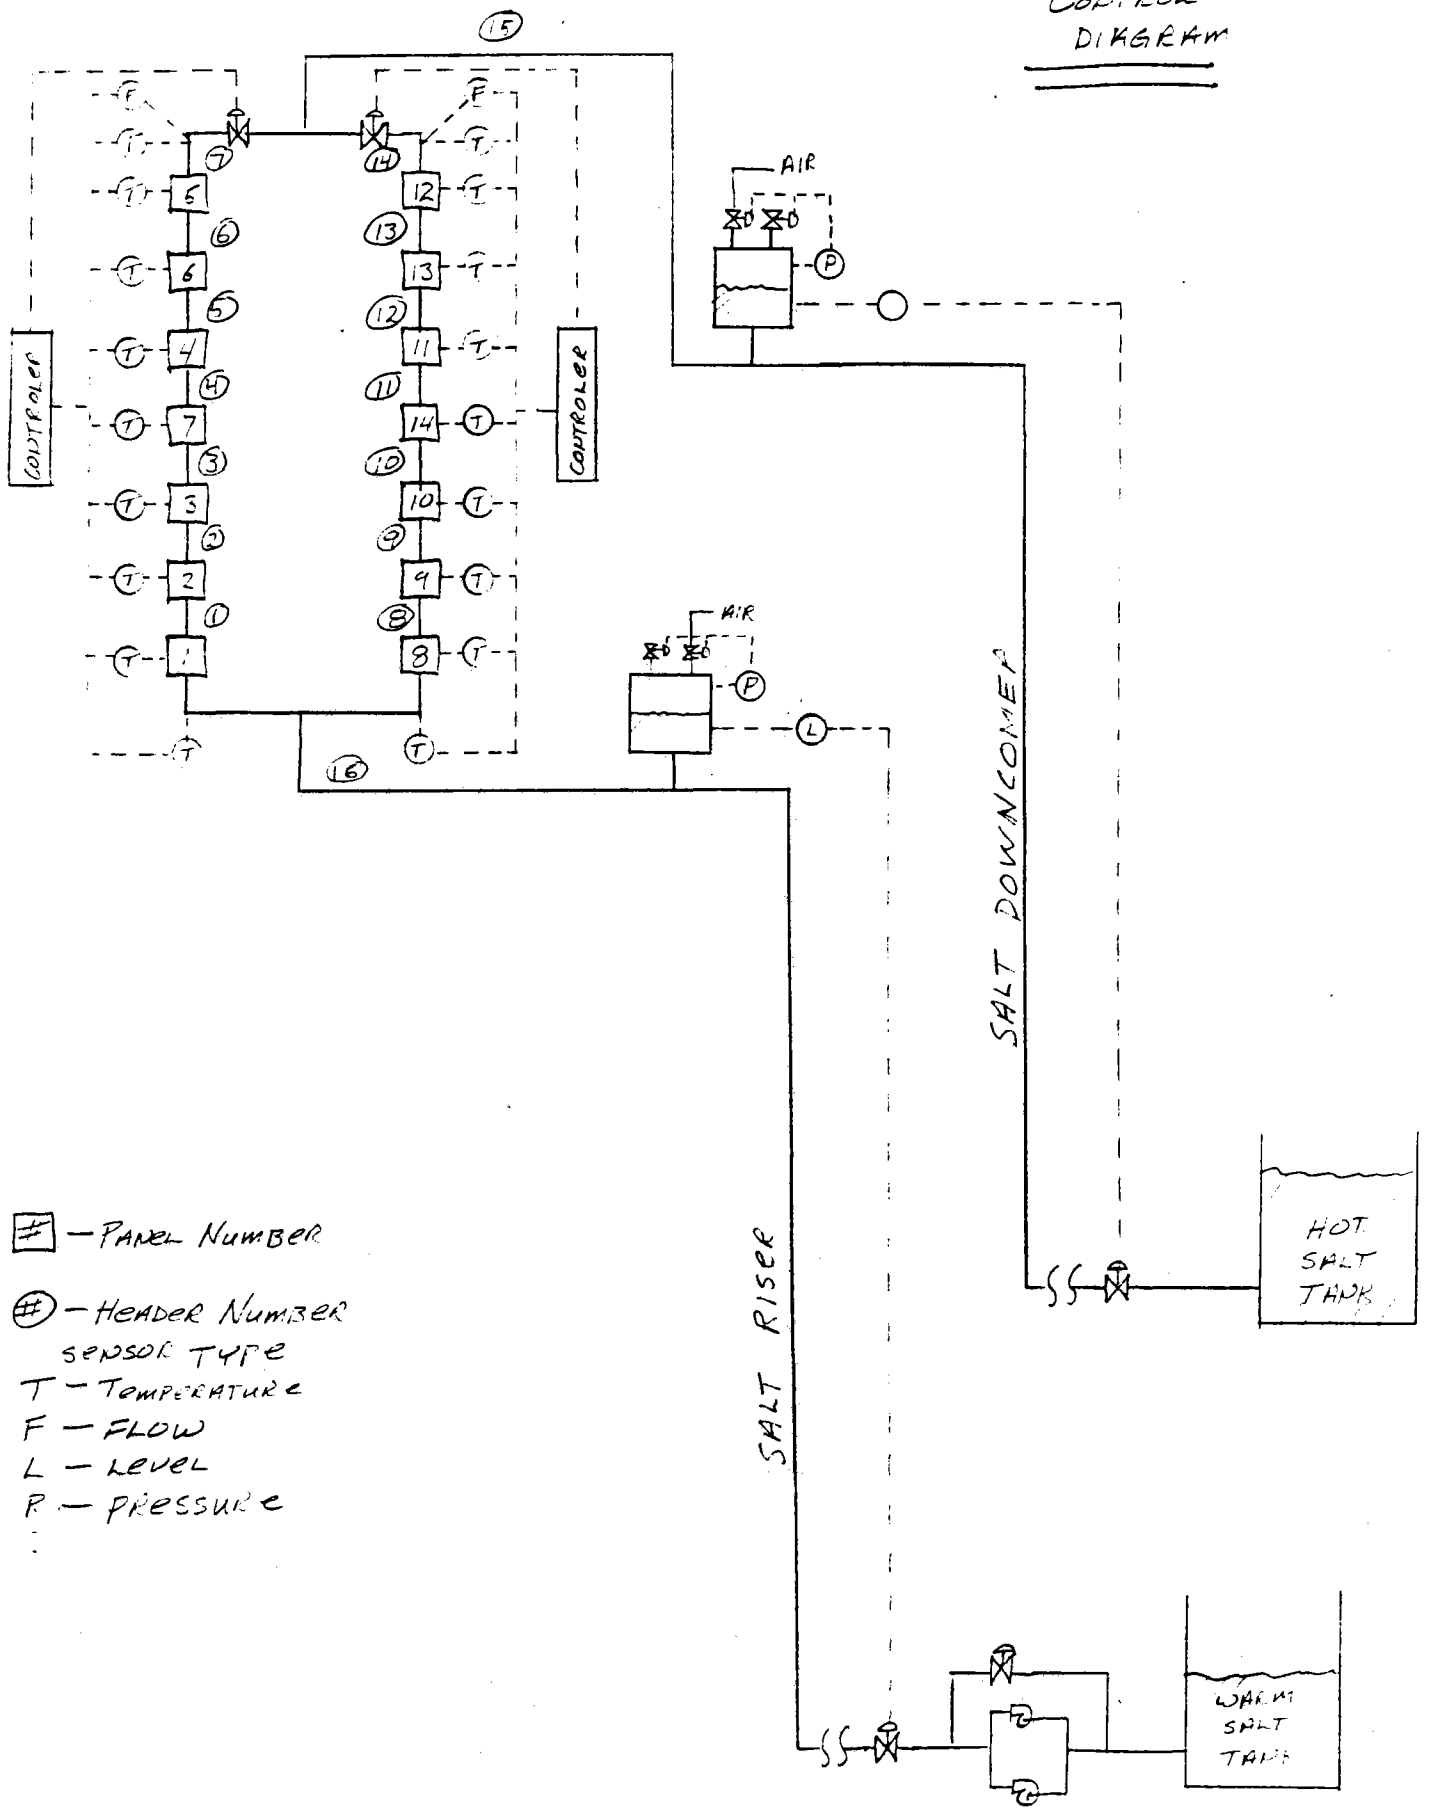 DIAGRAM
15
F
F
T
T
7
14
T
5
12
T
6
13
T
6
13
T
5
12
T
4
11
T
4
11
T
7
14
T
3
10
T
3
10
T
2
9
T
2
9
T
1
8
T
1
8
T
T
T
16
CONTROLER
CONTROLER
AIR
P
AIR
P
L
SALT DOWNCOMER
SALT RISER
HOT
SALT
TANK
WARM
SALT
TANK
# - PANEL NUMBER
# - HEADER NUMBER
SENSOR TYPE
T - TEMPERATURE
F - FLOW
L - LEVEL
P - PRESSURE